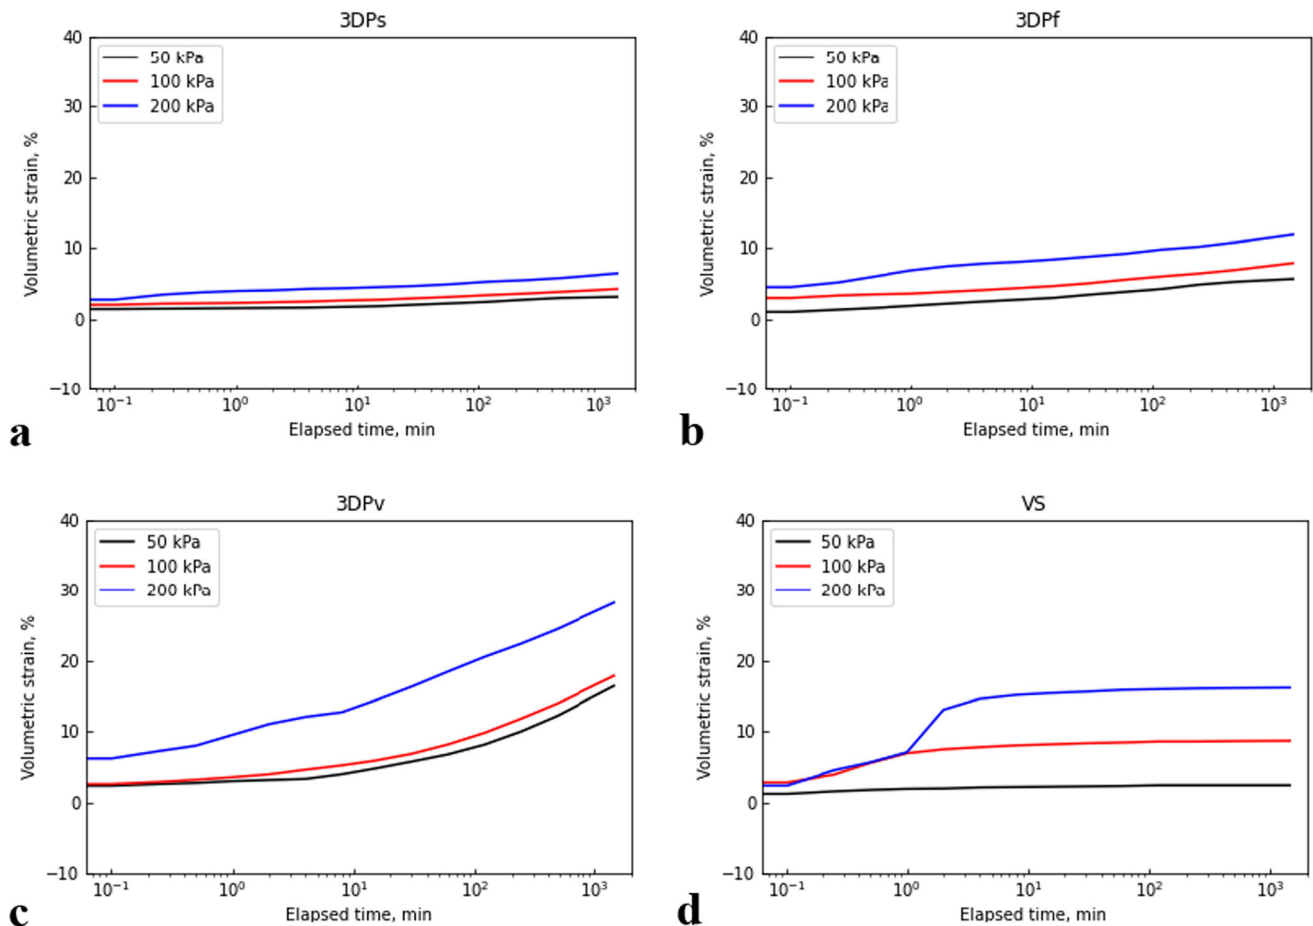 3DPs
40
30
20
10
0
−10
50 kPa
100 kPa
200 kPa
Volumetric strain, %
10⁻¹ 10⁰ 10¹ 10² 10³
Elapsed time, min
a
3DPf
40
30
20
10
0
−10
50 kPa
100 kPa
200 kPa
Volumetric strain, %
10⁻¹ 10⁰ 10¹ 10² 10³
Elapsed time, min
b
3DPv
40
30
20
10
0
−10
50 kPa
100 kPa
200 kPa
Volumetric strain, %
10⁻¹ 10⁰ 10¹ 10² 10³
Elapsed time, min
c
VS
40
30
20
10
0
−10
50 kPa
100 kPa
200 kPa
Volumetric strain, %
10⁻¹ 10⁰ 10¹ 10² 10³
Elapsed time, min
d